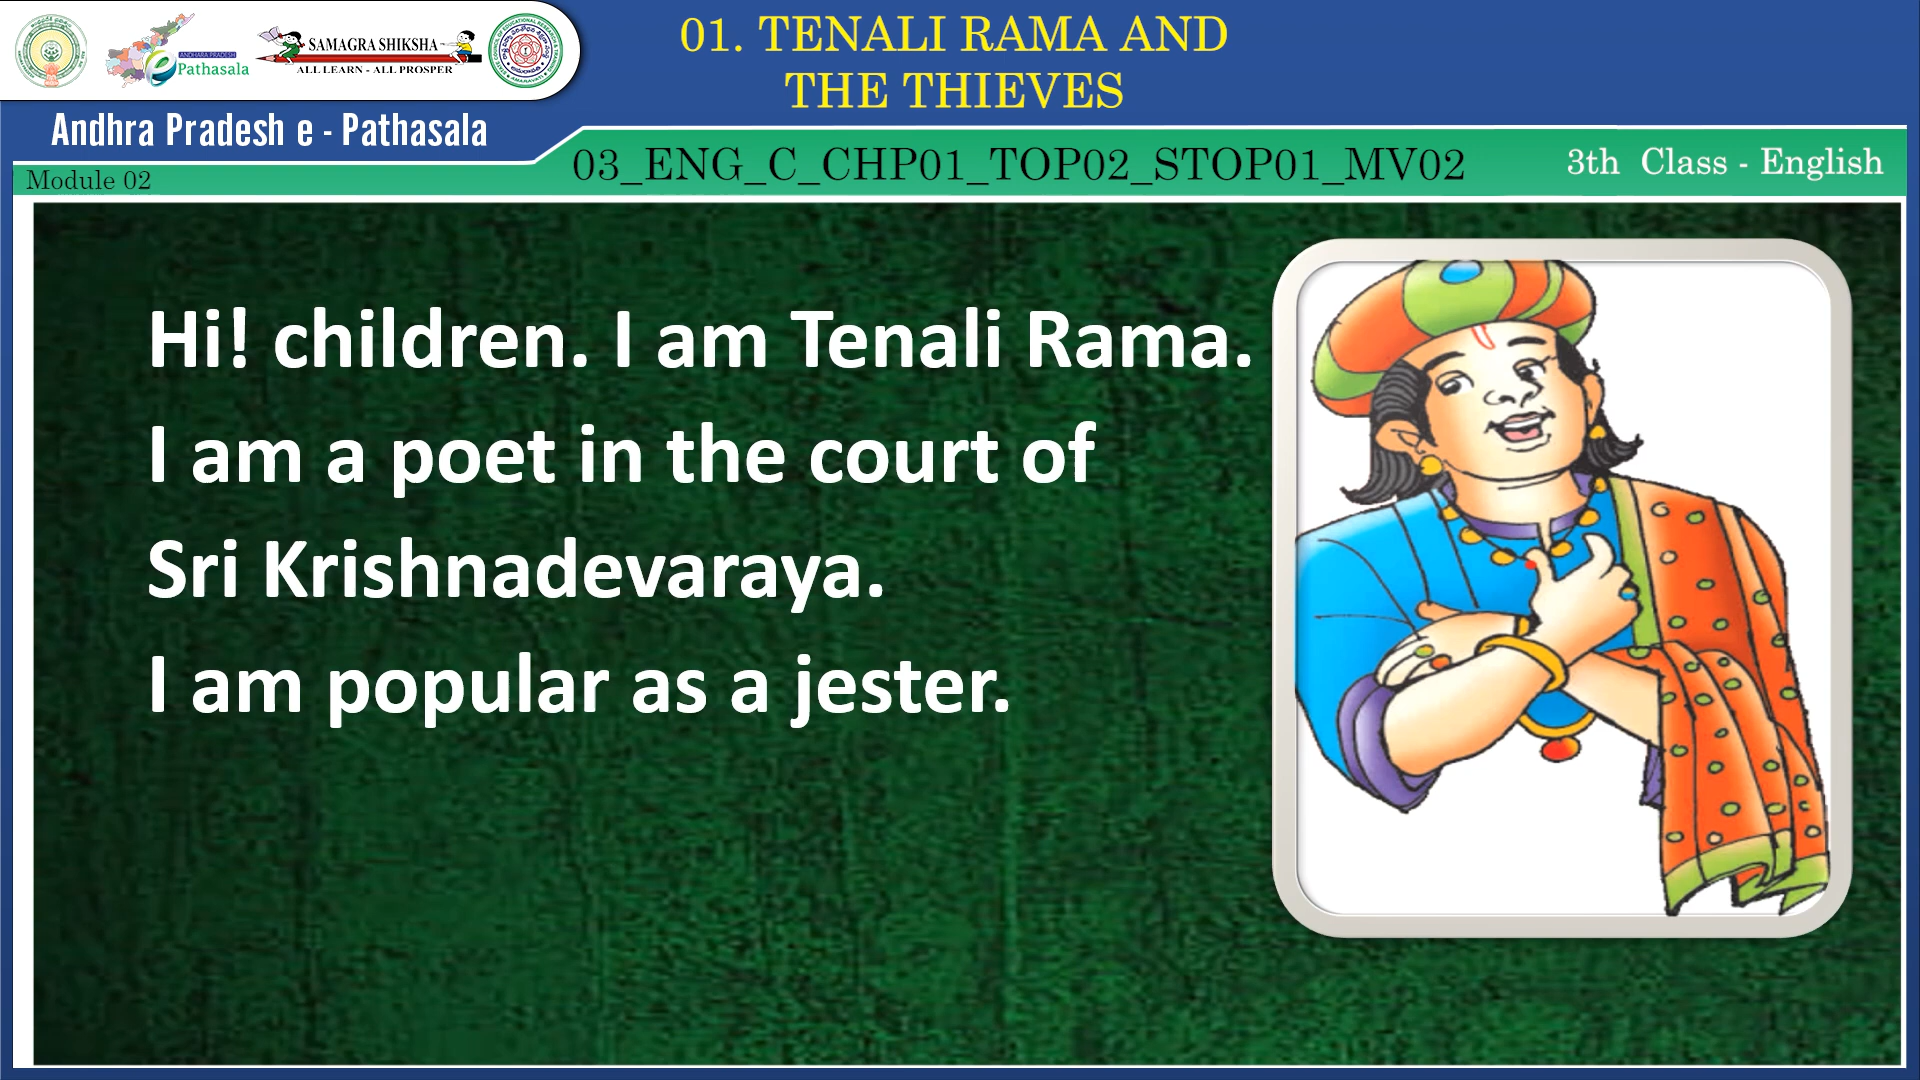 ANDHRA PRADESH
e Pathasala
SAMAGRA SHIKSHA
ALL LEARN - ALL PROSPER
01. TENALI RAMA AND
THE THIEVES
Andhra Pradesh e - Pathasala
Module 02
03_ENG_C_CHP01_TOP02_STOP01_MV02
3th Class - English
Hi! children. I am Tenali Rama.
I am a poet in the court of
Sri Krishnadevaraya.
I am popular as a jester.